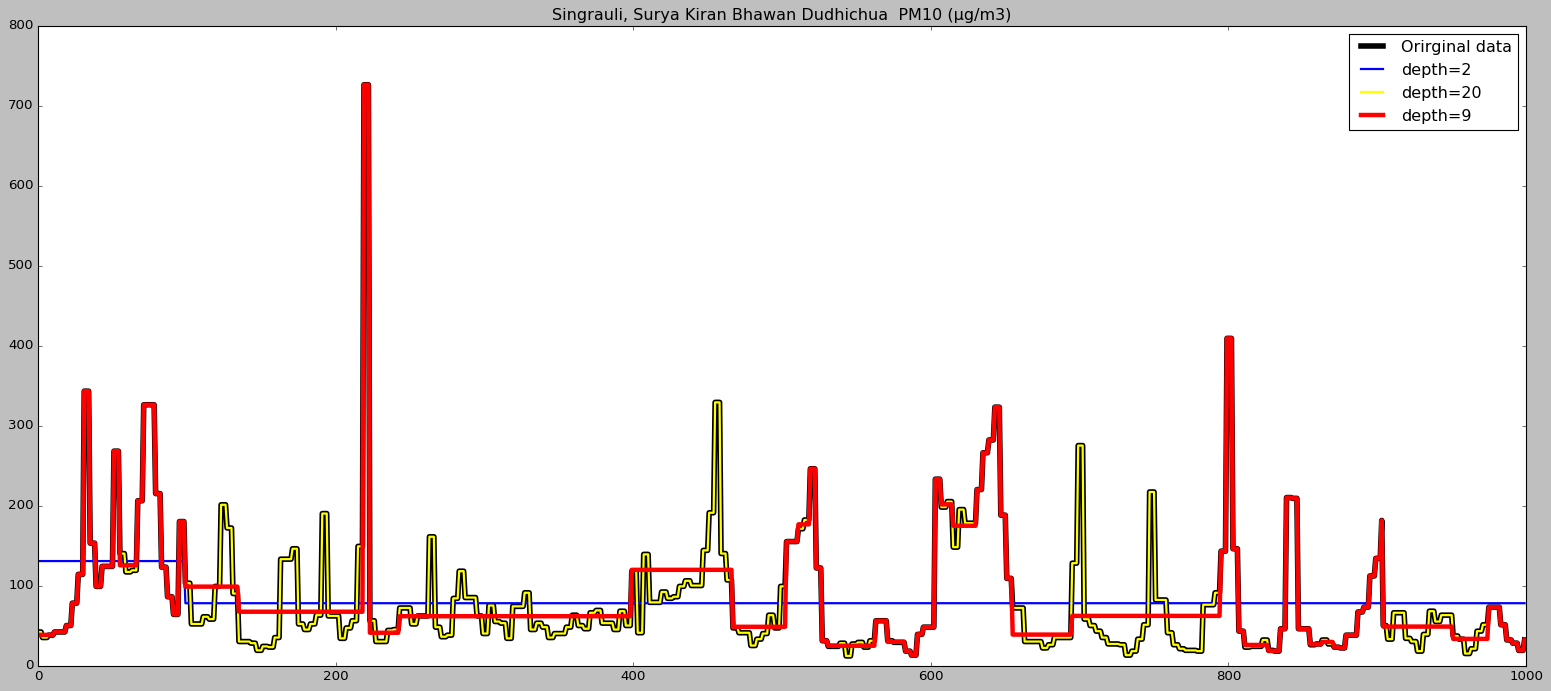 Singrauli, Surya Kiran Bhawan Dudhichua  PM10 (µg/m3)
800
700
600
500
400
300
200
100
0
Orirginal data
depth=2
depth=20
depth=9
0 200 400 600 800 1000